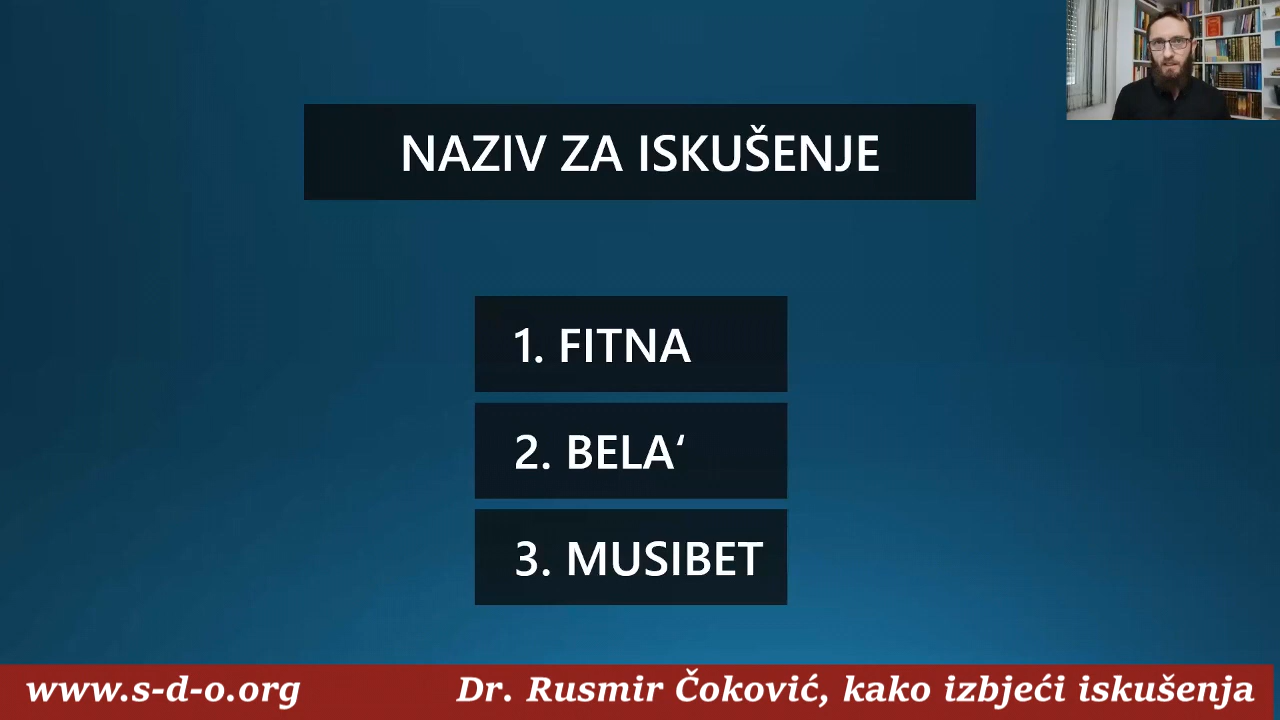 NAZIV ZA ISKUŠENJE
1. FITNA
2. BELA‘
3. MUSIBET
www.s-d-o.org
Dr. Rusmir Čoković, kako izbjeći iskušenja